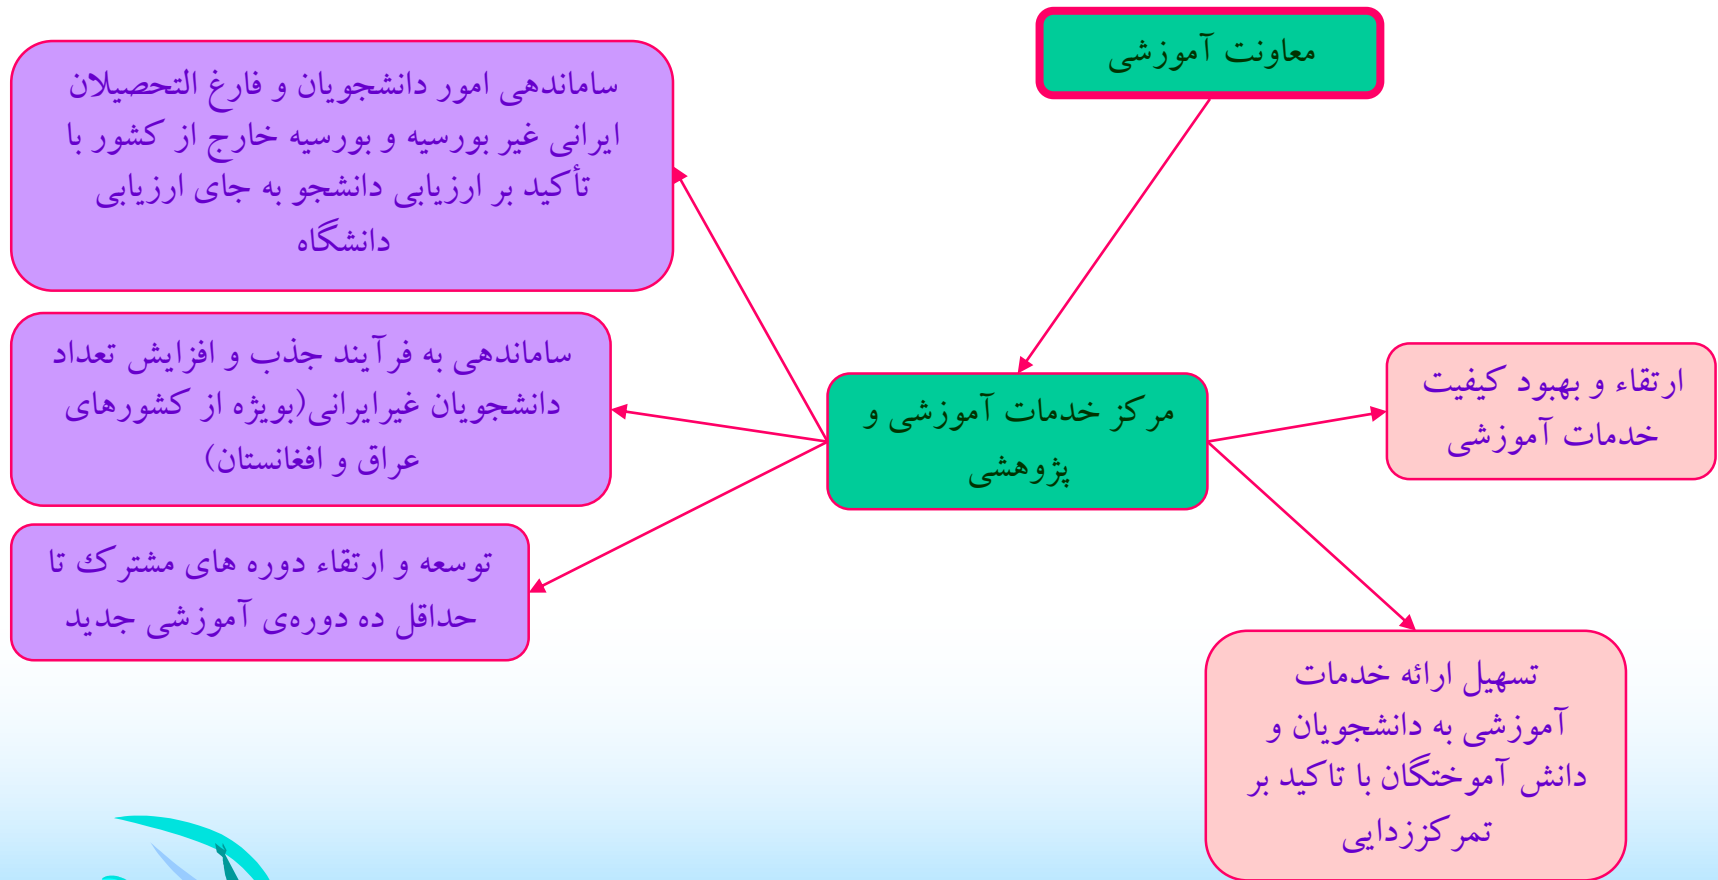 معاونت آموزشی
مرکز خدمات آموزشی و
پژوهشی
ارتقاء و بهبود کیفیت
خدمات آموزشی
تسهیل ارائه خدمات
آموزشی به دانشجویان و
دانش آموختگان با تاکید بر
تمرکززدایی
ساماندهی امور دانشجویان و فارغ التحصیلان
ایرانی غیر بورسیه و بورسیه خارج از کشور با
تأکید بر ارزیابی دانشجو به جای ارزیابی
دانشگاه
ساماندهی به فرآیند جذب و افزایش تعداد
دانشجویان غیرایرانی(بویژه از کشورهای
عراق و افغانستان)
توسعه و ارتقاء دوره های مشترک تا
حداقل ده دوره‌ی آموزشی جدید